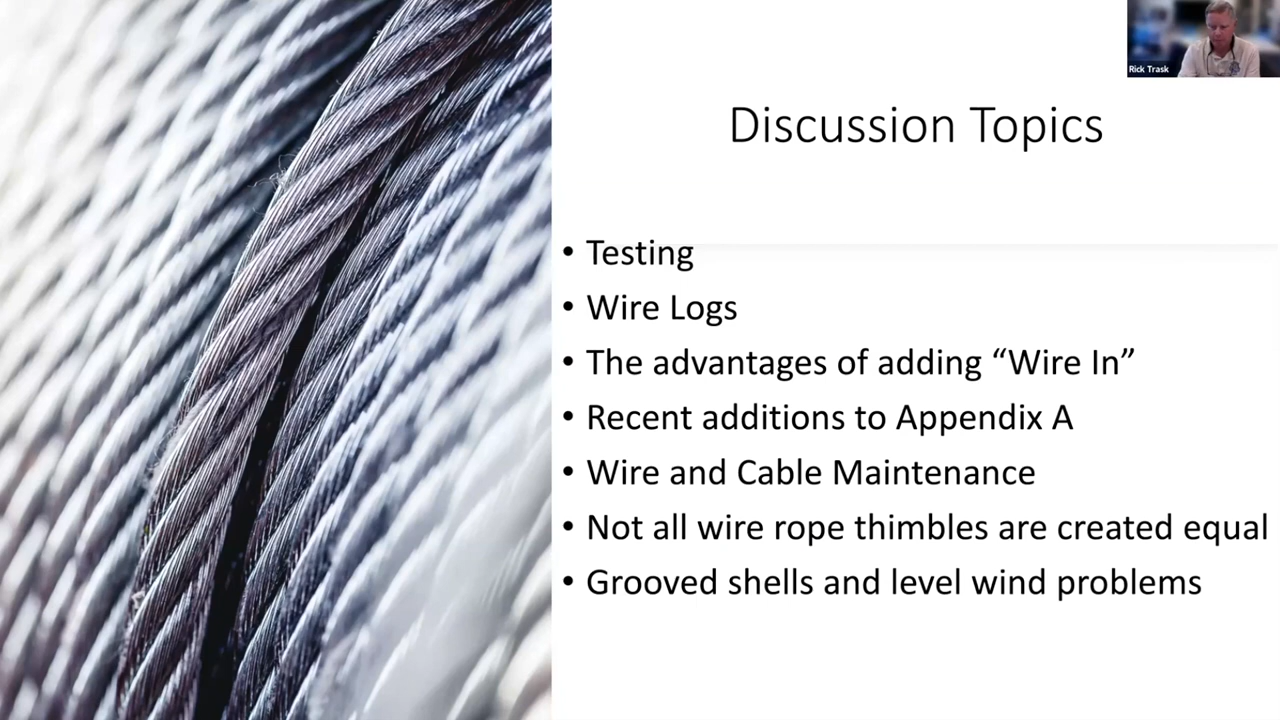 Rick Trask
Discussion Topics
• Testing
• Wire Logs
• The advantages of adding “Wire In”
• Recent additions to Appendix A
• Wire and Cable Maintenance
• Not all wire rope thimbles are created equal
• Grooved shells and level wind problems